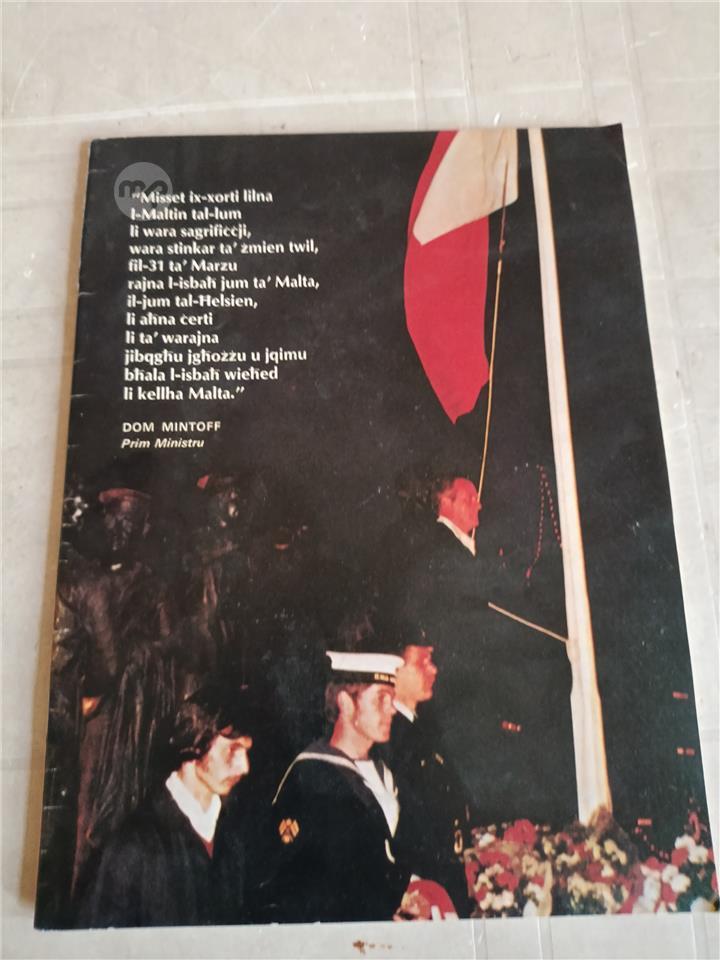 "Misset ix-xorti lilna
l-Maltin tal-lum
li wara sagrifiċċji,
wara stinkar ta' żmien twil,
fil-31 ta' Marzu
rajna l-isbaħ jum ta' Malta,
il-jum tal-Ħelsien,
li aħna ċerti
li ta' warajna
jibqgħu jgħożżu u jqimu
bħala l-isbaħ wieħed
li kellha Malta."
DOM MINTOFF
Prim Ministru